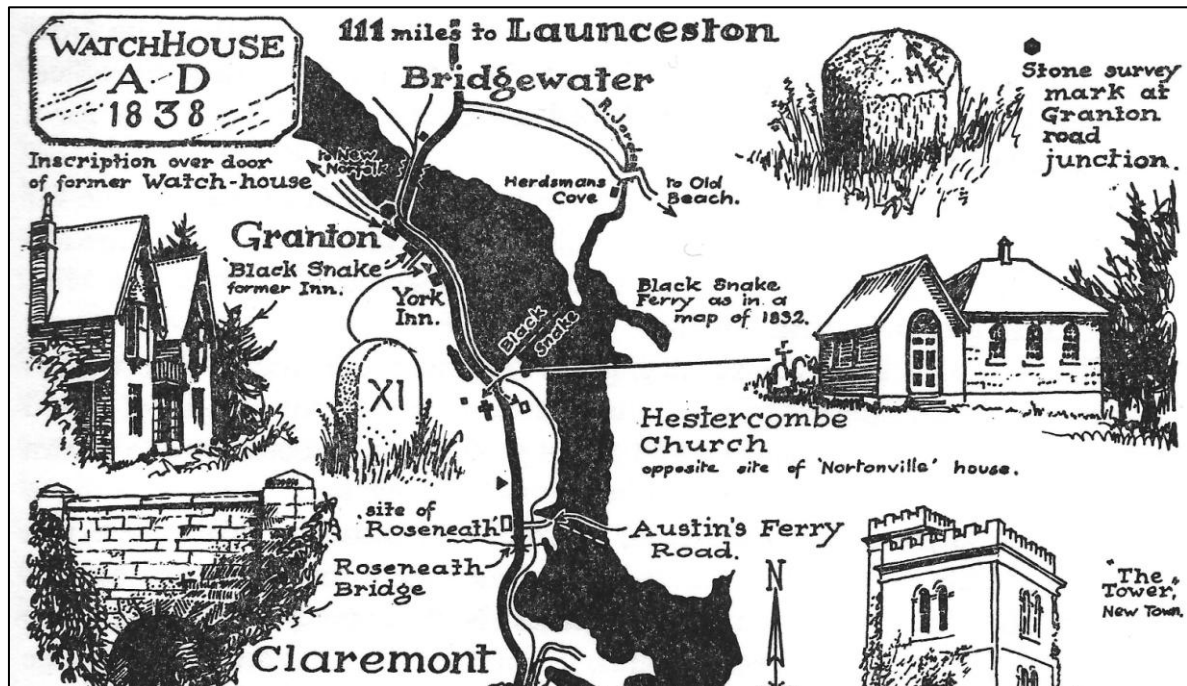 WATCHHOUSE
A D
1838
Inscription over door
of former Watch-house
111 miles to Launceston
Bridgewater
R. Jordan
to New
Norfolk
Herdsmans
Cove
to Old
Beach.
Stone survey
mark at
Granton
road
junction.
Granton
'Black Snake
former Inn.
York
Inn.
Black
Snake
Black Snake
Ferry as in a
map of 1832.
XI
Hestercombe
Church
opposite site of 'Nortonville' house.
site of
Roseneath
Roseneath
Bridge
Austin's Ferry
Road.
N
"The
Tower,"
New Town.
Claremont